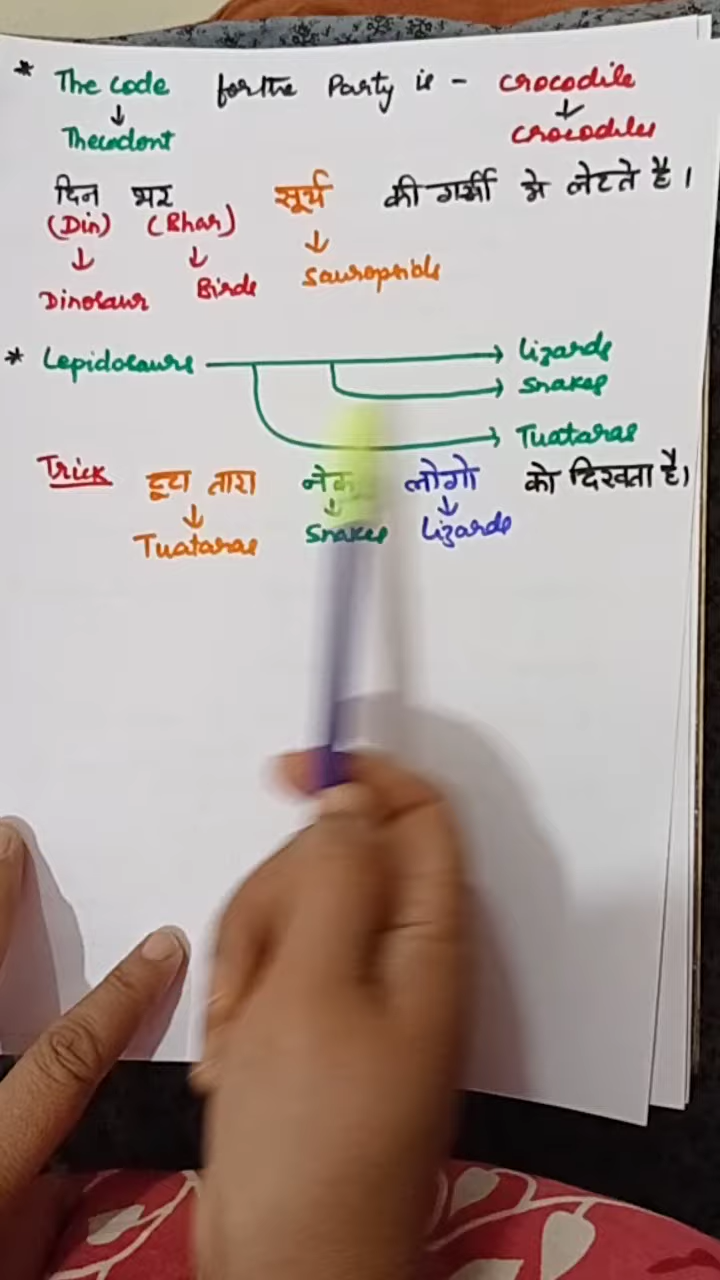 * The code for the Party is - Crocodile
↓ ↓
Thecodont Crocodiles
दिन भर सूर्य की गर्मी मे लेटते है।
(Din) (Bhar) ↓
↓ ↓ Sauropside
Dinosaur Birds
* Lepidosaurs → Lizards
→ Snakes
→ Tuataras
Trick टूटा तारा नेक लोगो को दिखता है।
↓ ↓ ↓
Tuataras Snakes Lizards